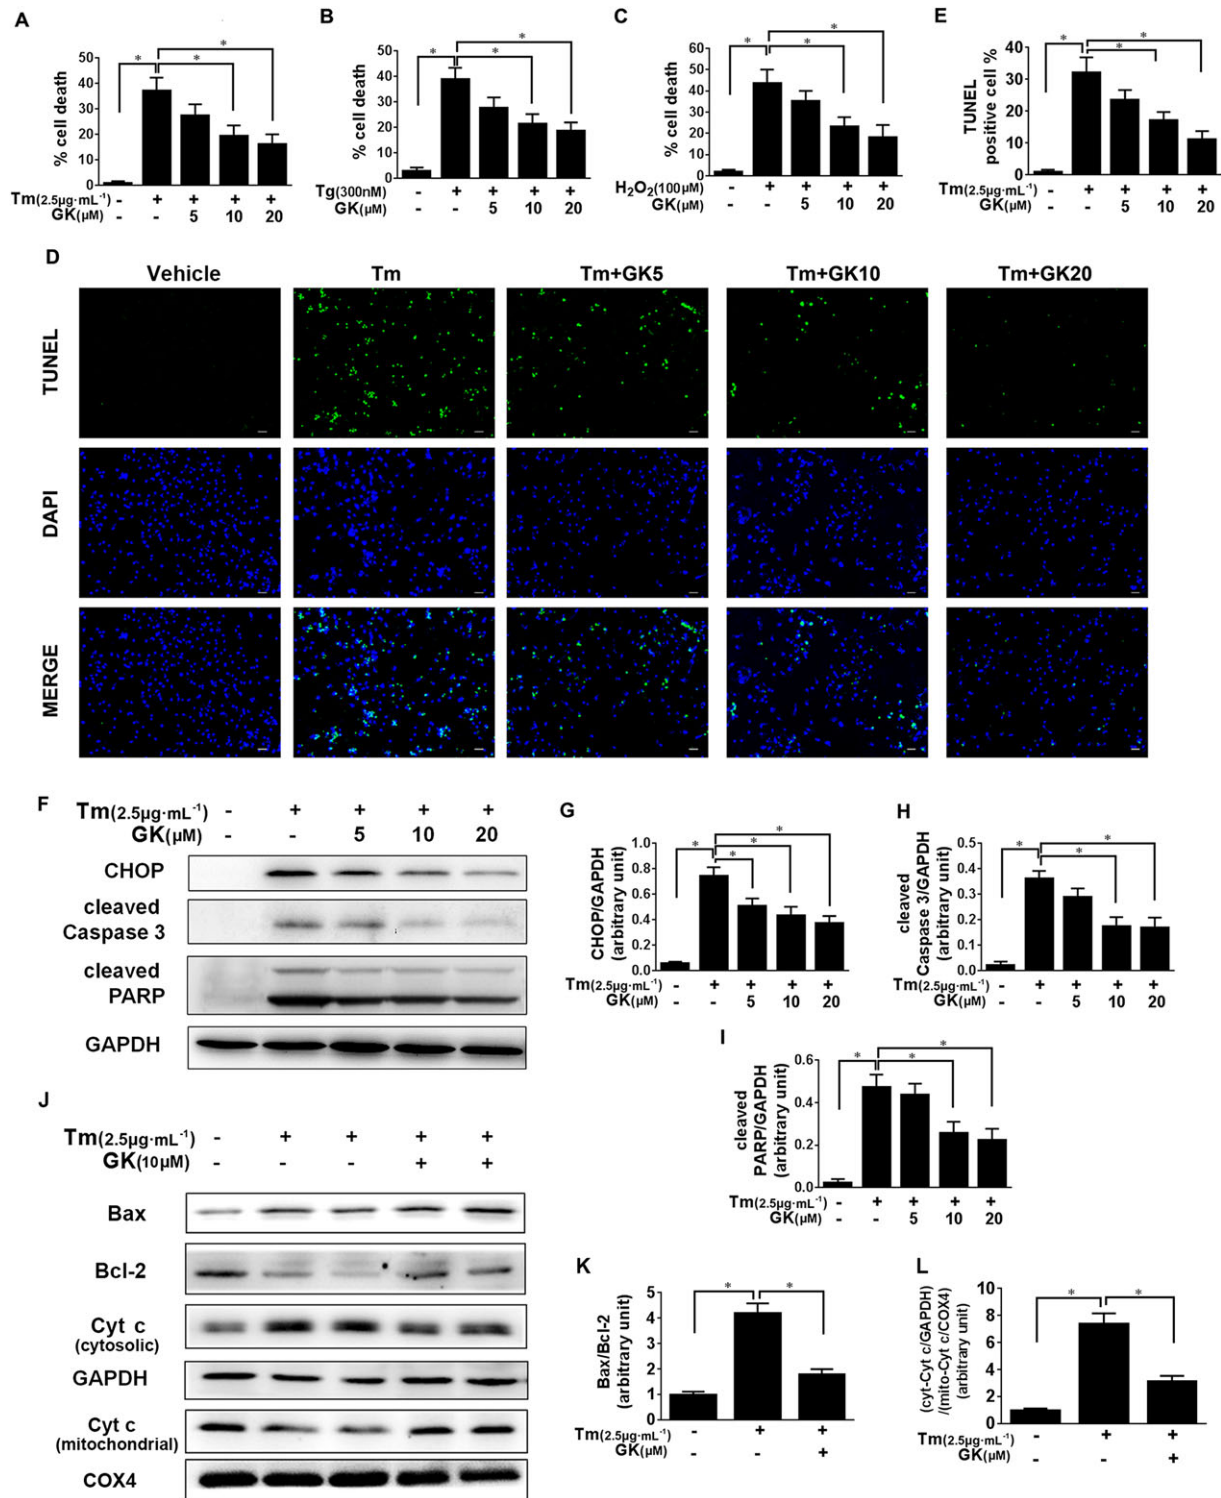 A
% cell death
50
40
30
20
10
0
*
*
*
Tm(2.5µg·mL⁻¹) - + + + +
GK(µM) - - 5 10 20
B
% cell death
50
40
30
20
10
0
*
*
*
Tg(300nM) - + + + +
GK(µM) - - 5 10 20
C
% cell death
60
50
40
30
20
10
0
*
*
*
H₂O₂(100µM) - + + + +
GK(µM) - - 5 10 20
E
TUNEL
positive cell %
50
40
30
20
10
0
*
*
*
Tm(2.5µg·mL⁻¹) - + + + +
GK(µM) - - 5 10 20
D
Vehicle Tm Tm+GK5 Tm+GK10 Tm+GK20
TUNEL
DAPI
MERGE
F
Tm(2.5µg·mL⁻¹) - + + + +
GK(µM) - - 5 10 20
CHOP
cleaved
Caspase 3
cleaved
PARP
GAPDH
G
CHOP/GAPDH
(arbitrary unit)
1.0
0.8
0.6
0.4
0.2
0.0
*
*
*
*
Tm(2.5µg·mL⁻¹) - + + + +
GK(µM) - - 5 10 20
H
cleaved
Caspase 3/GAPDH
(arbitrary unit)
0.5
0.4
0.3
0.2
0.1
0.0
*
*
*
Tm(2.5µg·mL⁻¹) - + + + +
GK(µM) - - 5 10 20
I
cleaved
PARP/GAPDH
(arbitrary unit)
0.6
0.4
0.2
0.0
*
*
*
Tm(2.5µg·mL⁻¹) - + + + +
GK(µM) - - 5 10 20
J
Tm(2.5µg·mL⁻¹) - + + + +
GK(10µM) - - - + +
Bax
Bcl-2
Cyt c
(cytosolic)
GAPDH
Cyt c
(mitochondrial)
COX4
K
Bax/Bcl-2
(arbitrary unit)
5
4
3
2
1
0
*
*
Tm(2.5µg·mL⁻¹) - + +
GK(µM) - - +
L
(cyt-Cyt c/GAPDH)
/(mito-Cyt c/COX4)
(arbitrary unit)
10
8
6
4
2
0
*
*
Tm(2.5µg·mL⁻¹) - + +
GK(µM) - - +